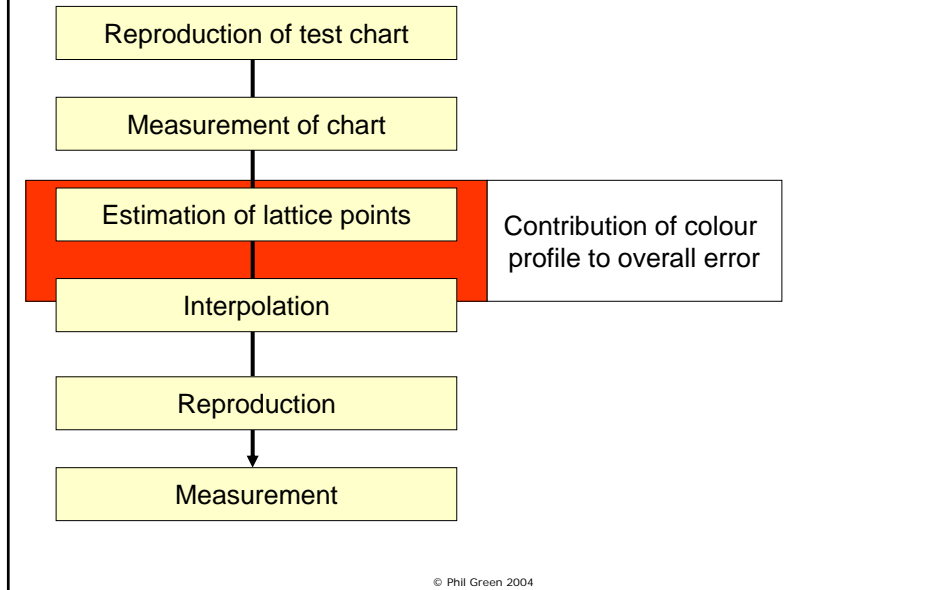 Reproduction of test chart
Measurement of chart
Estimation of lattice points
Contribution of colour
profile to overall error
Interpolation
Reproduction
Measurement
© Phil Green 2004